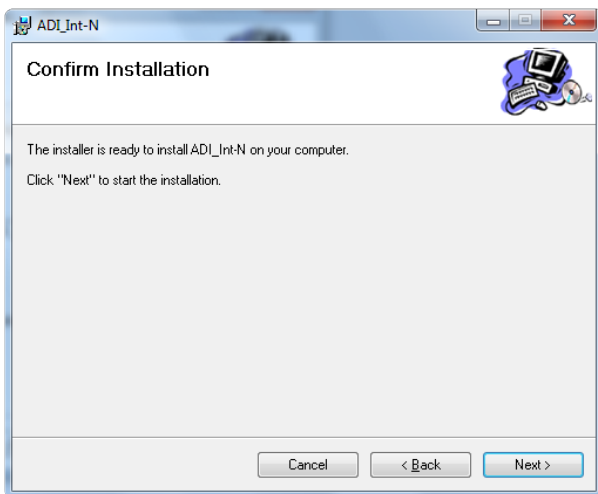 ADI_Int-N
Confirm Installation
The installer is ready to install ADI_Int-N on your computer.
Click "Next" to start the installation.
Cancel
< Back
Next >